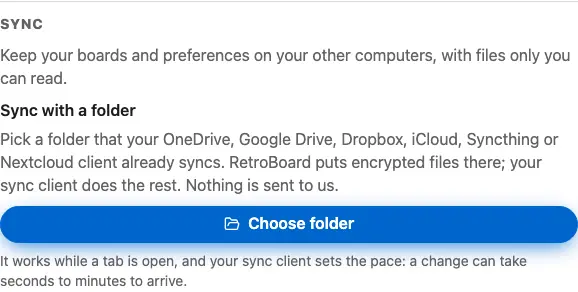 SYNC
Keep your boards and preferences on your other computers, with files only you
can read.
Sync with a folder
Pick a folder that your OneDrive, Google Drive, Dropbox, iCloud, Syncthing or
Nextcloud client already syncs. RetroBoard puts encrypted files there; your
sync client does the rest. Nothing is sent to us.
Choose folder
It works while a tab is open, and your sync client sets the pace: a change can take
seconds to minutes to arrive.